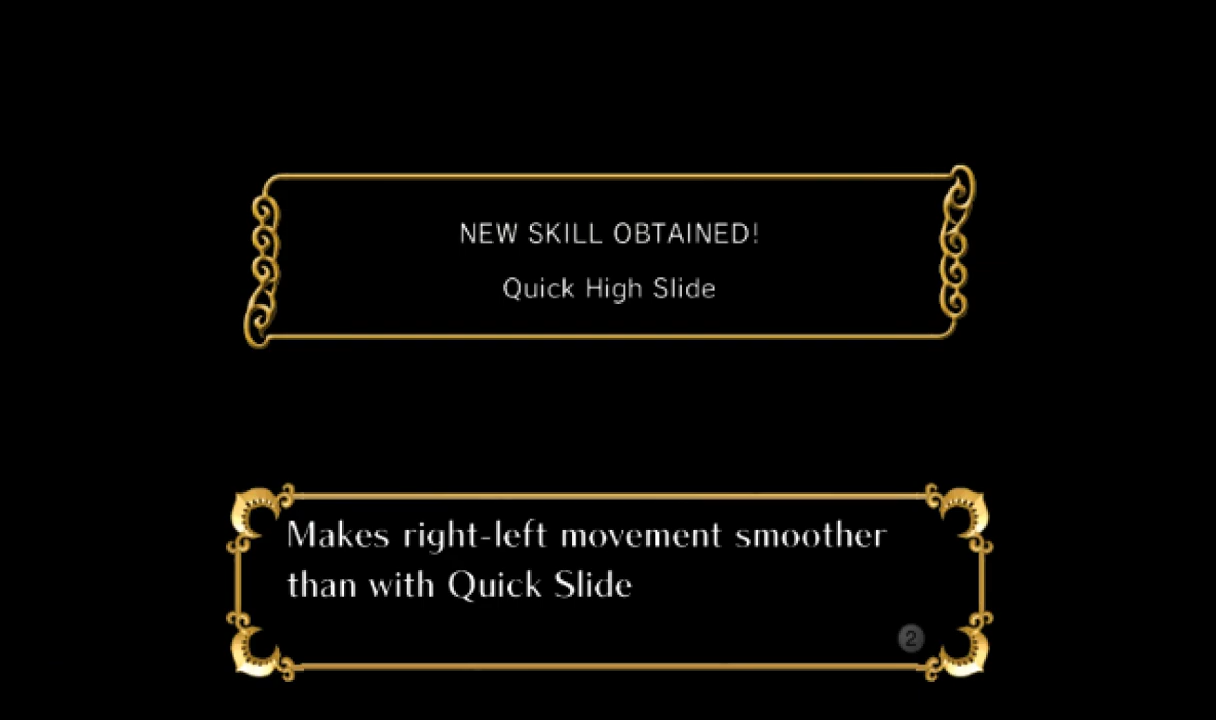 NEW SKILL OBTAINED!
Quick High Slide
Makes right-left movement smoother
than with Quick Slide
2